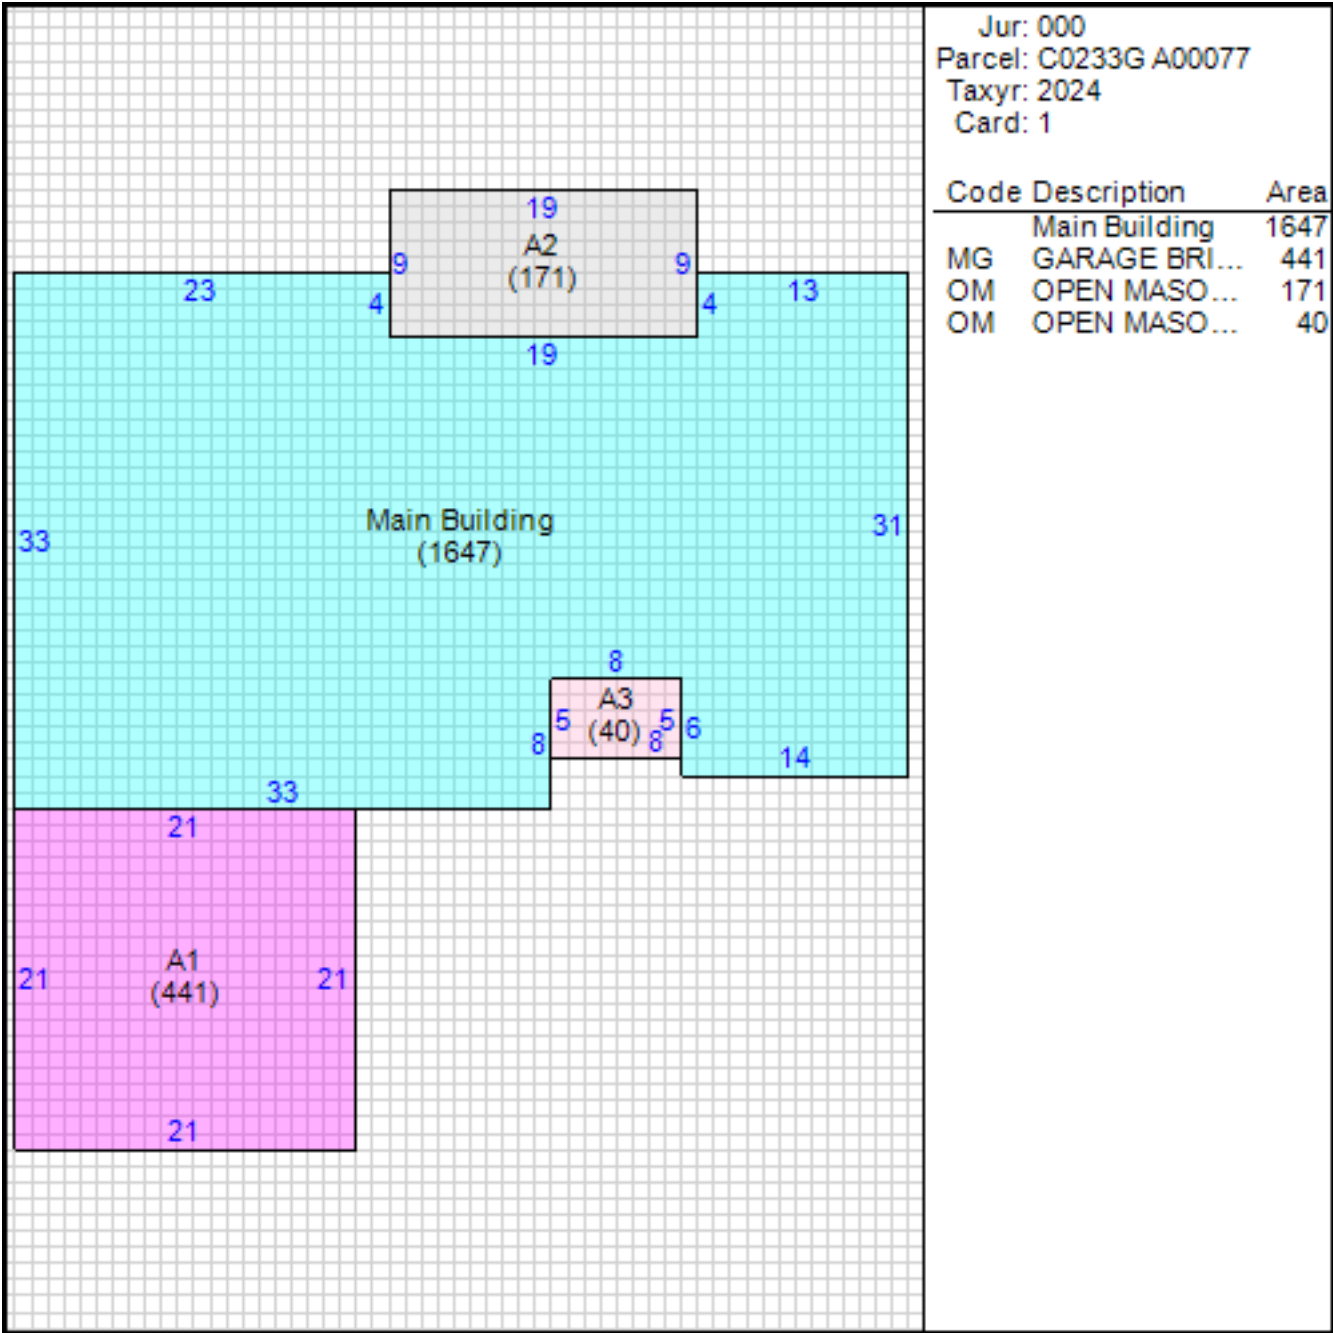 Jur: 000
Parcel: C0233G A00077
Taxyr: 2024
Card: 1
Code Description Area
Main Building 1647
MG GARAGE BRI... 441
OM OPEN MASO... 171
OM OPEN MASO... 40
19
A2
(171)
9
9
23
4
4
13
19
Main Building
(1647)
33
31
8
A3
(40)
5
5
6
8
8
14
33
21
A1
(441)
21
21
21